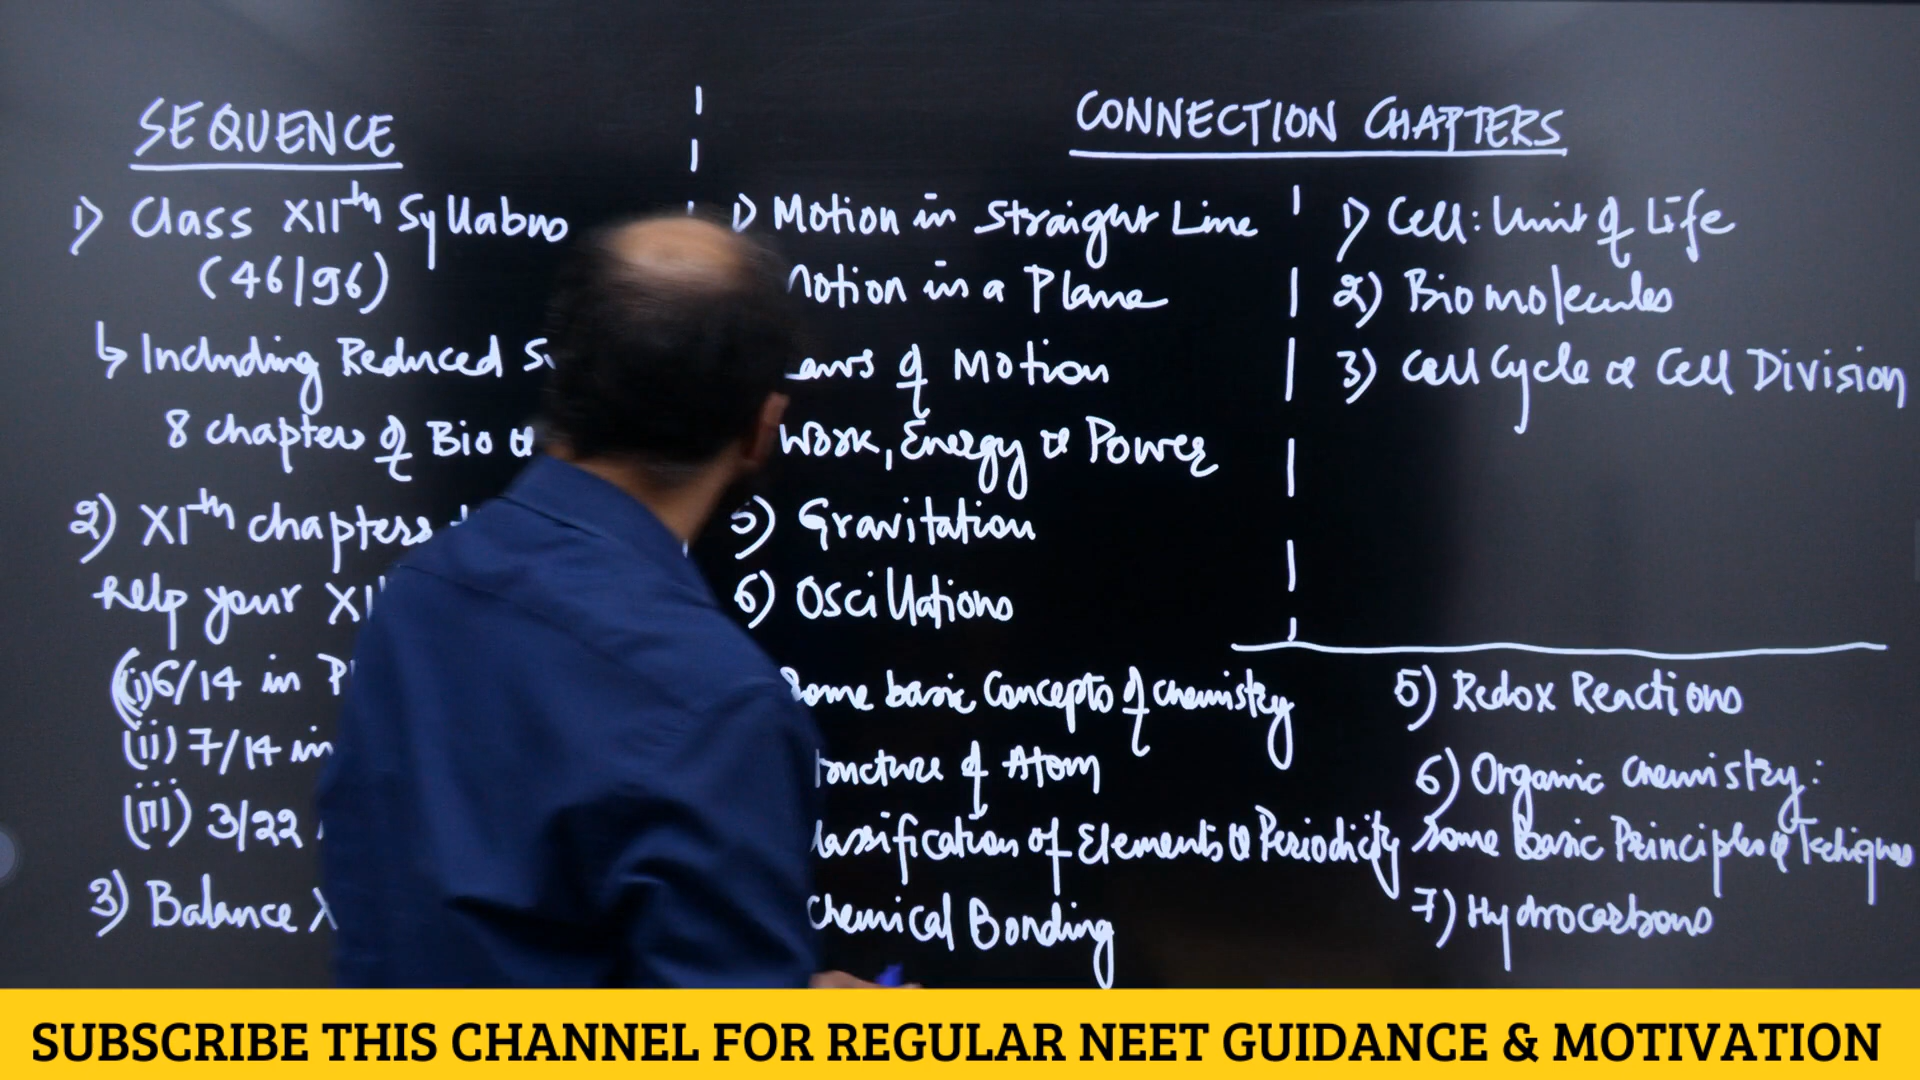 SEQUENCE
1) Class XIIth Syllabus
(46/96)
↳ Including Reduced
8 chapters of Bio &
2) XIth chapters
help your
(i) 6/14 in
(ii) 7/14 in
(iii) 3/22
3) Balance
CONNECTION CHAPTERS
1) Motion in Straight Line
Motion in a Plane
Laws of Motion
Work, Energy & Power
5) Gravitation
6) Oscillations
1) Cell: Unit of Life
2) Biomolecules
3) Cell Cycle & Cell Division
Some basic Concepts of chemistry
Structure of Atom
Classification of Elements & Periodicity
Chemical Bonding
5) Redox Reactions
6) Organic Chemistry:
Some Basic Principles & Techiques
7) Hydrocarbons
SUBSCRIBE THIS CHANNEL FOR REGULAR NEET GUIDANCE & MOTIVATION